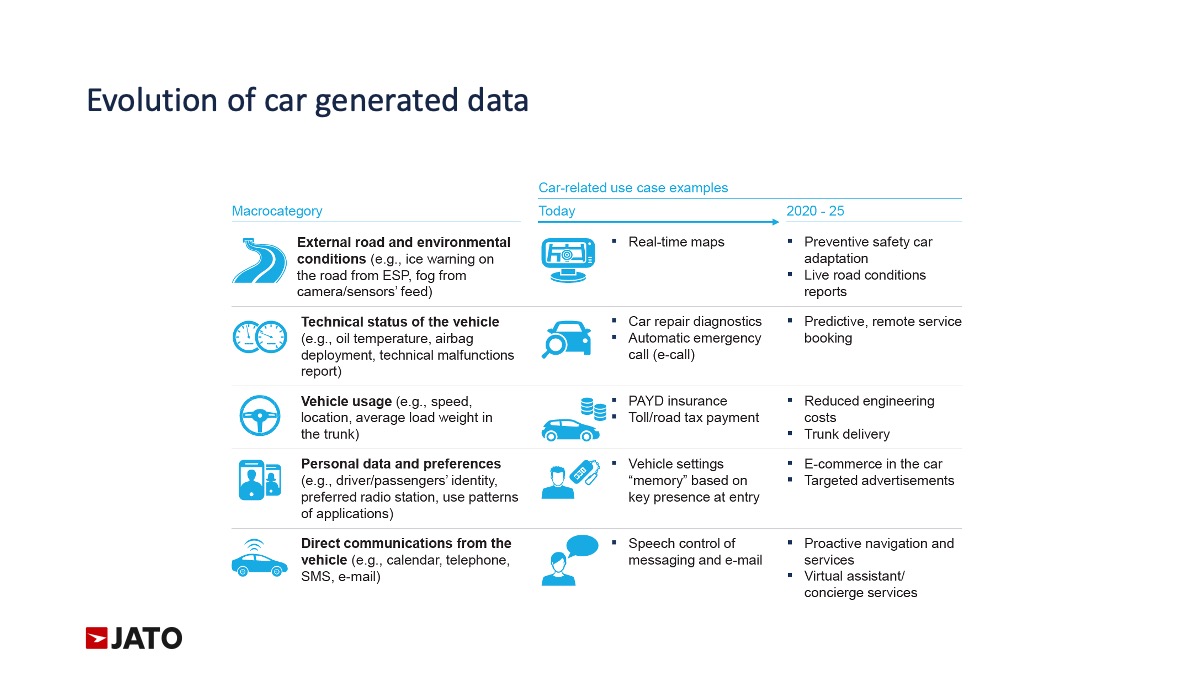 Evolution of car generated data
Car-related use case examples
Macrocategory
Today
2020 - 25
External road and environmental
conditions (e.g., ice warning on
the road from ESP, fog from
camera/sensors' feed)
▪ Real-time maps
▪ Preventive safety car
adaptation
▪ Live road conditions
reports
Technical status of the vehicle
(e.g., oil temperature, airbag
deployment, technical malfunctions
report)
▪ Car repair diagnostics
▪ Automatic emergency
call (e-call)
▪ Predictive, remote service
booking
Vehicle usage (e.g., speed,
location, average load weight in
the trunk)
▪ PAYD insurance
▪ Toll/road tax payment
▪ Reduced engineering
costs
▪ Trunk delivery
Personal data and preferences
(e.g., driver/passengers' identity,
preferred radio station, use patterns
of applications)
▪ Vehicle settings
“memory” based on
key presence at entry
▪ E-commerce in the car
▪ Targeted advertisements
Direct communications from the
vehicle (e.g., calendar, telephone,
SMS, e-mail)
▪ Speech control of
messaging and e-mail
▪ Proactive navigation and
services
▪ Virtual assistant/
concierge services
JATO